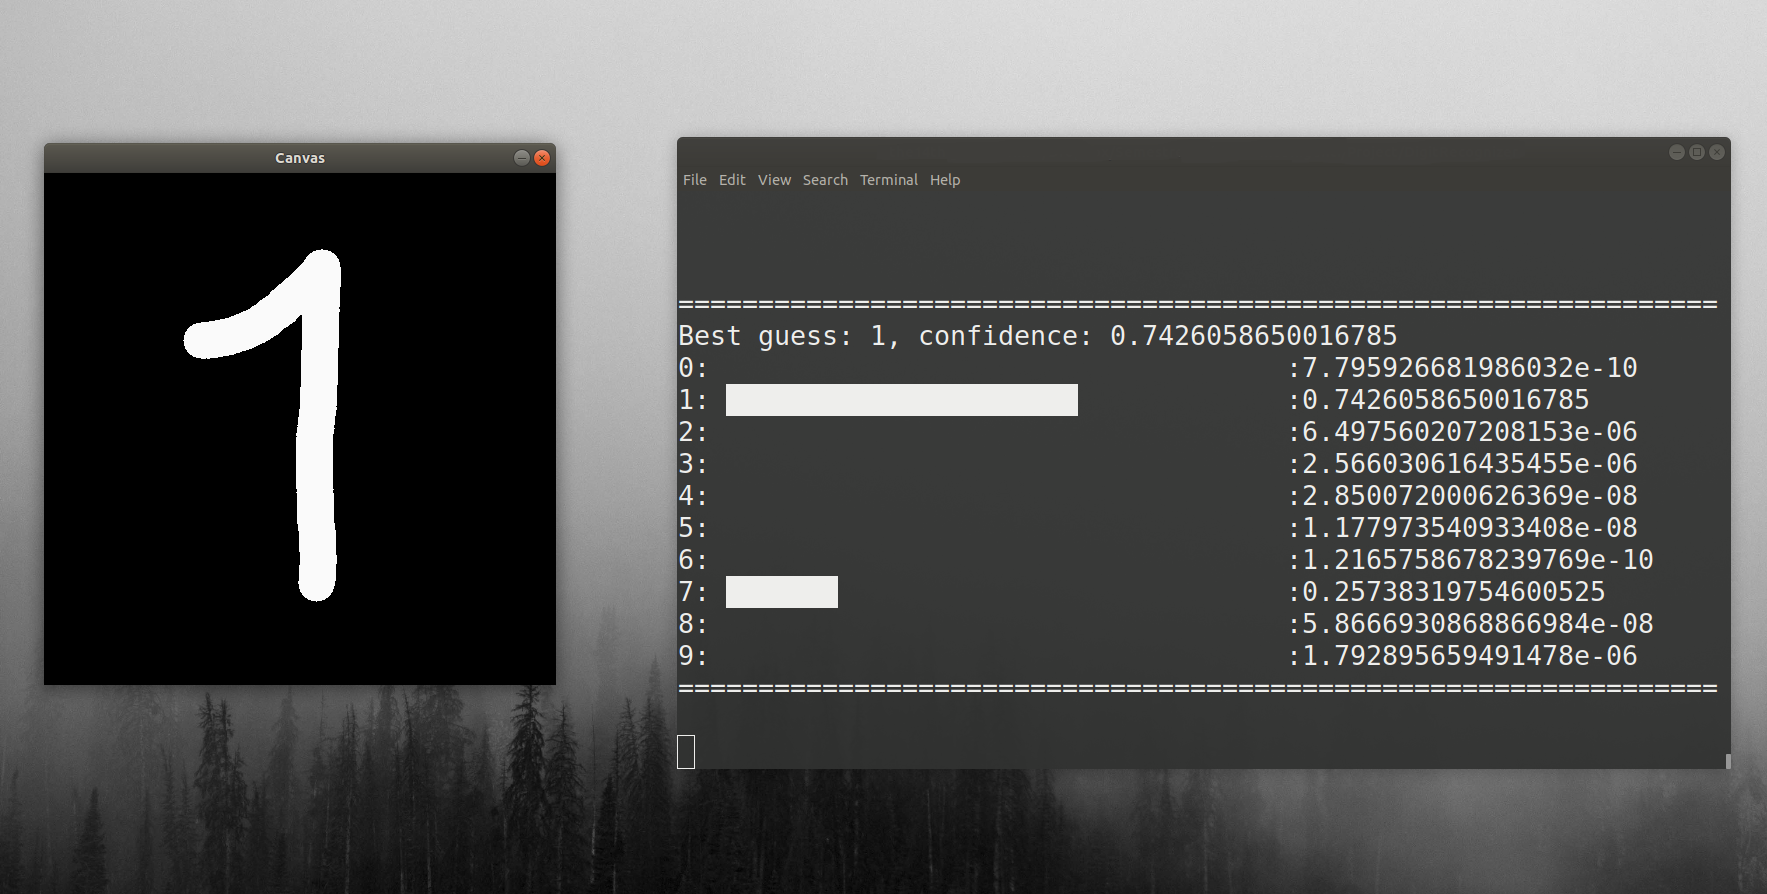 Canvas
1
File Edit View Search Terminal Help
=================================================================
Best guess: 1, confidence: 0.7426058650016785
0: :7.795926681986032e-10
1: :0.7426058650016785
2: :6.497560207208153e-06
3: :2.566030616435455e-06
4: :2.850072000626369e-08
5: :1.177973540933408e-08
6: :1.2165758678239769e-10
7: :0.25738319754600525
8: :5.8666930868866984e-08
9: :1.792895659491478e-06
=================================================================